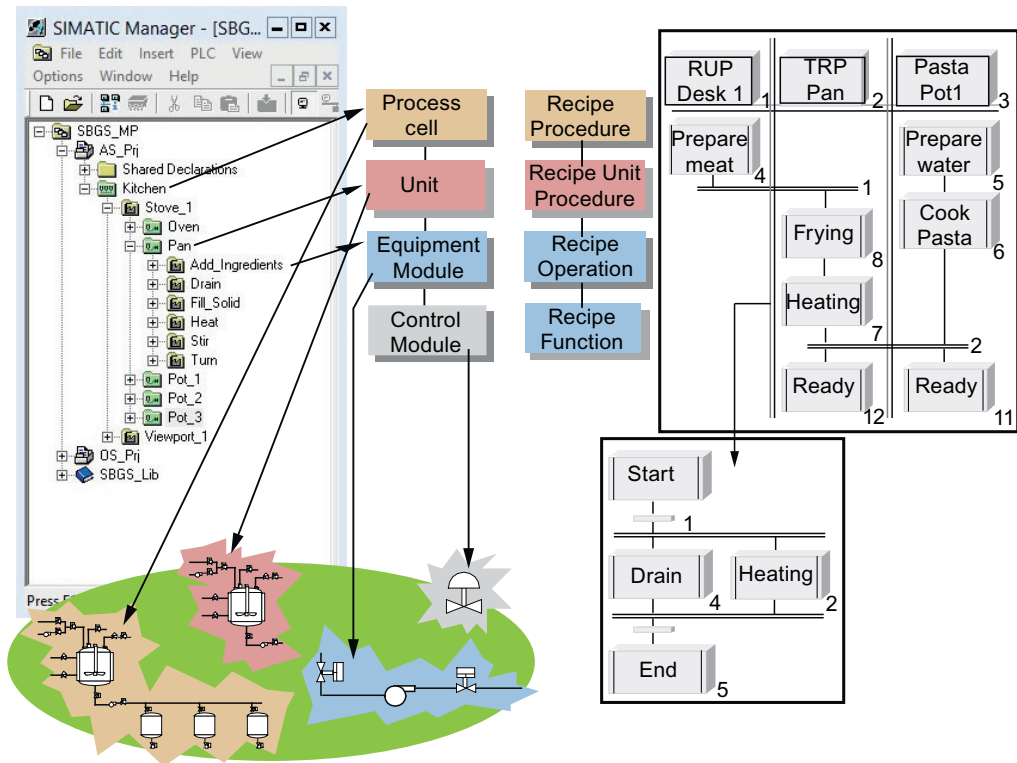 SIMATIC Manager - [SBG...
File Edit Insert PLC View
Options Window Help
SBGS_MP
AS_Prj
Shared Declarations
Kitchen
Stove_1
Oven
Pan
Add_Ingredients
Drain
Fill_Solid
Heat
Stir
Turn
Pot_1
Pot_2
Pot_3
Viewport_1
OS_Prj
SBGS_Lib
Press
Process
cell
Unit
Equipment
Module
Control
Module
Recipe
Procedure
Recipe Unit
Procedure
Recipe
Operation
Recipe
Function
RUP
Desk 1
1
TRP
Pan
2
Pasta
Pot1
3
Prepare
meat
4
Prepare
water
5
1
Frying
8
Cook
Pasta
6
Heating
7
2
Ready
12
Ready
11
Start
1
Drain
4
Heating
2
End
5